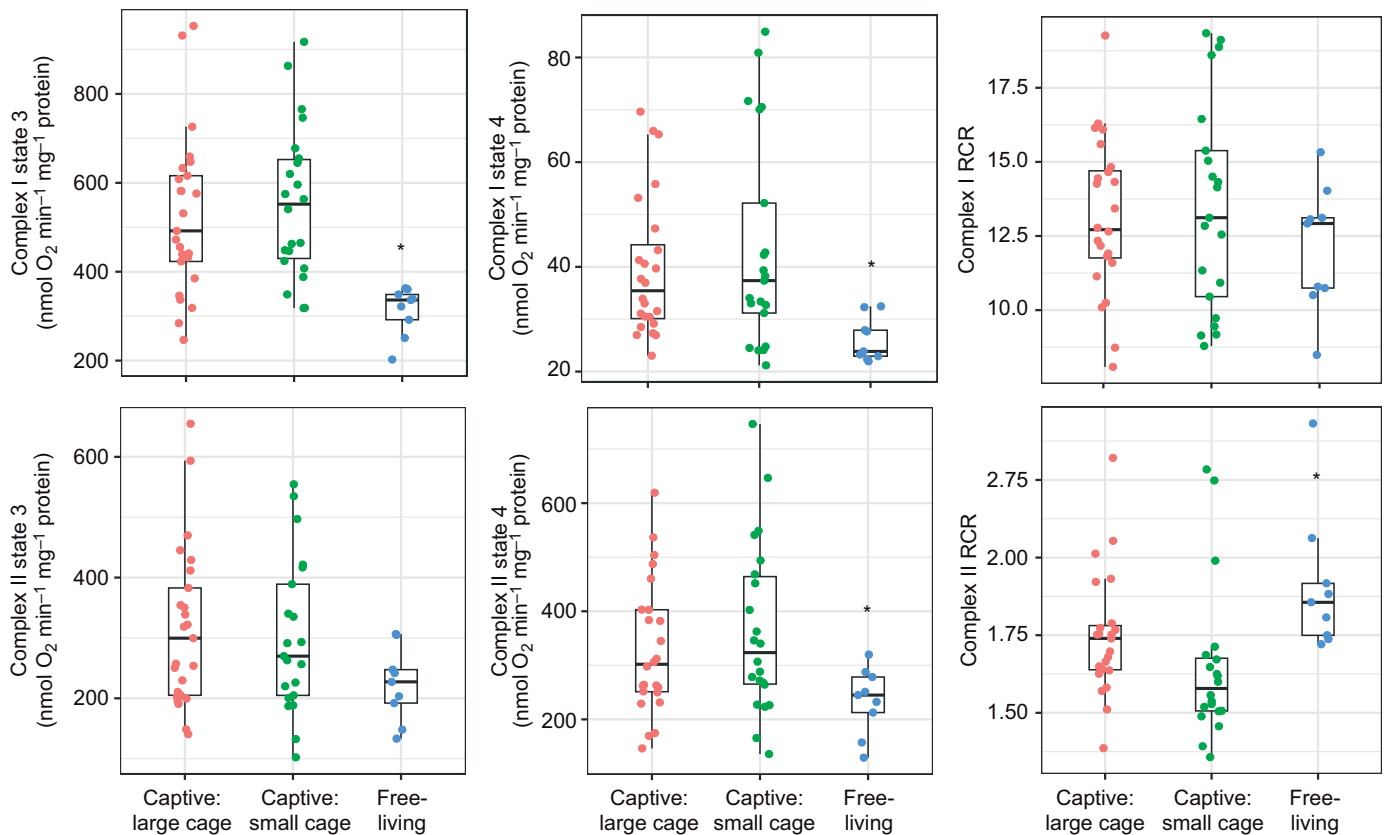 Complex I state 3
(nmol O₂ min⁻¹ mg⁻¹ protein)
800
600
400
200
*
Complex I state 4
(nmol O₂ min⁻¹ mg⁻¹ protein)
80
60
40
20
*
Complex I RCR
17.5
15.0
12.5
10.0
Complex II state 3
(nmol O₂ min⁻¹ mg⁻¹ protein)
600
400
200
Captive:
large cage
Captive:
small cage
Free-
living
Complex II state 4
(nmol O₂ min⁻¹ mg⁻¹ protein)
600
400
200
*
Captive:
large cage
Captive:
small cage
Free-
living
Complex II RCR
2.75
2.00
1.75
1.50
*
Captive:
large cage
Captive:
small cage
Free-
living